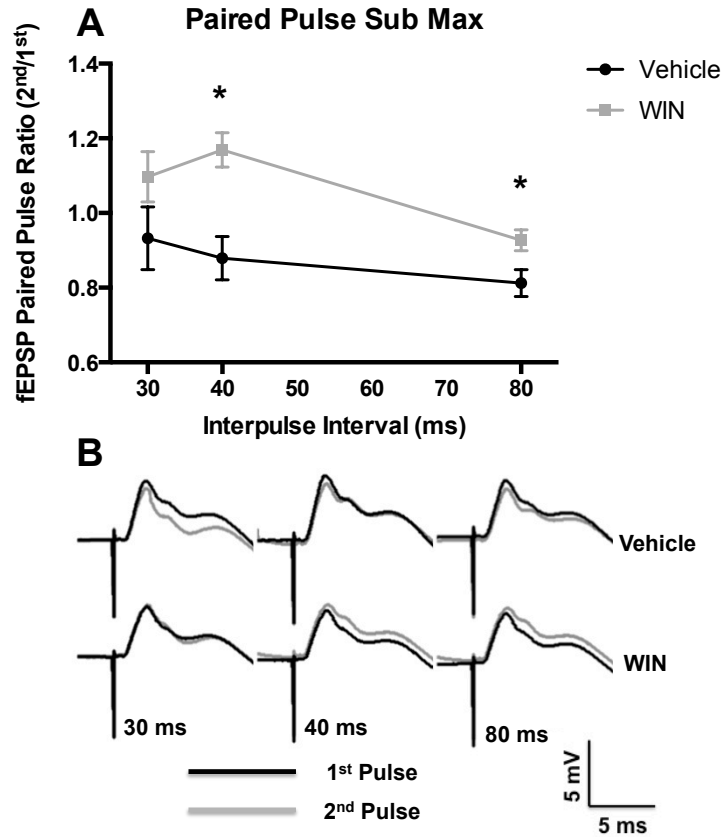 A
Paired Pulse Sub Max
fEPSP Paired Pulse Ratio (2nd/1st)
1.4
1.2
1.0
0.8
0.6
*
*
Vehicle
WIN
30 40 50 60 70 80
Interpulse Interval (ms)
B
Vehicle
WIN
30 ms 40 ms 80 ms
1st Pulse
2nd Pulse
5 mV
5 ms